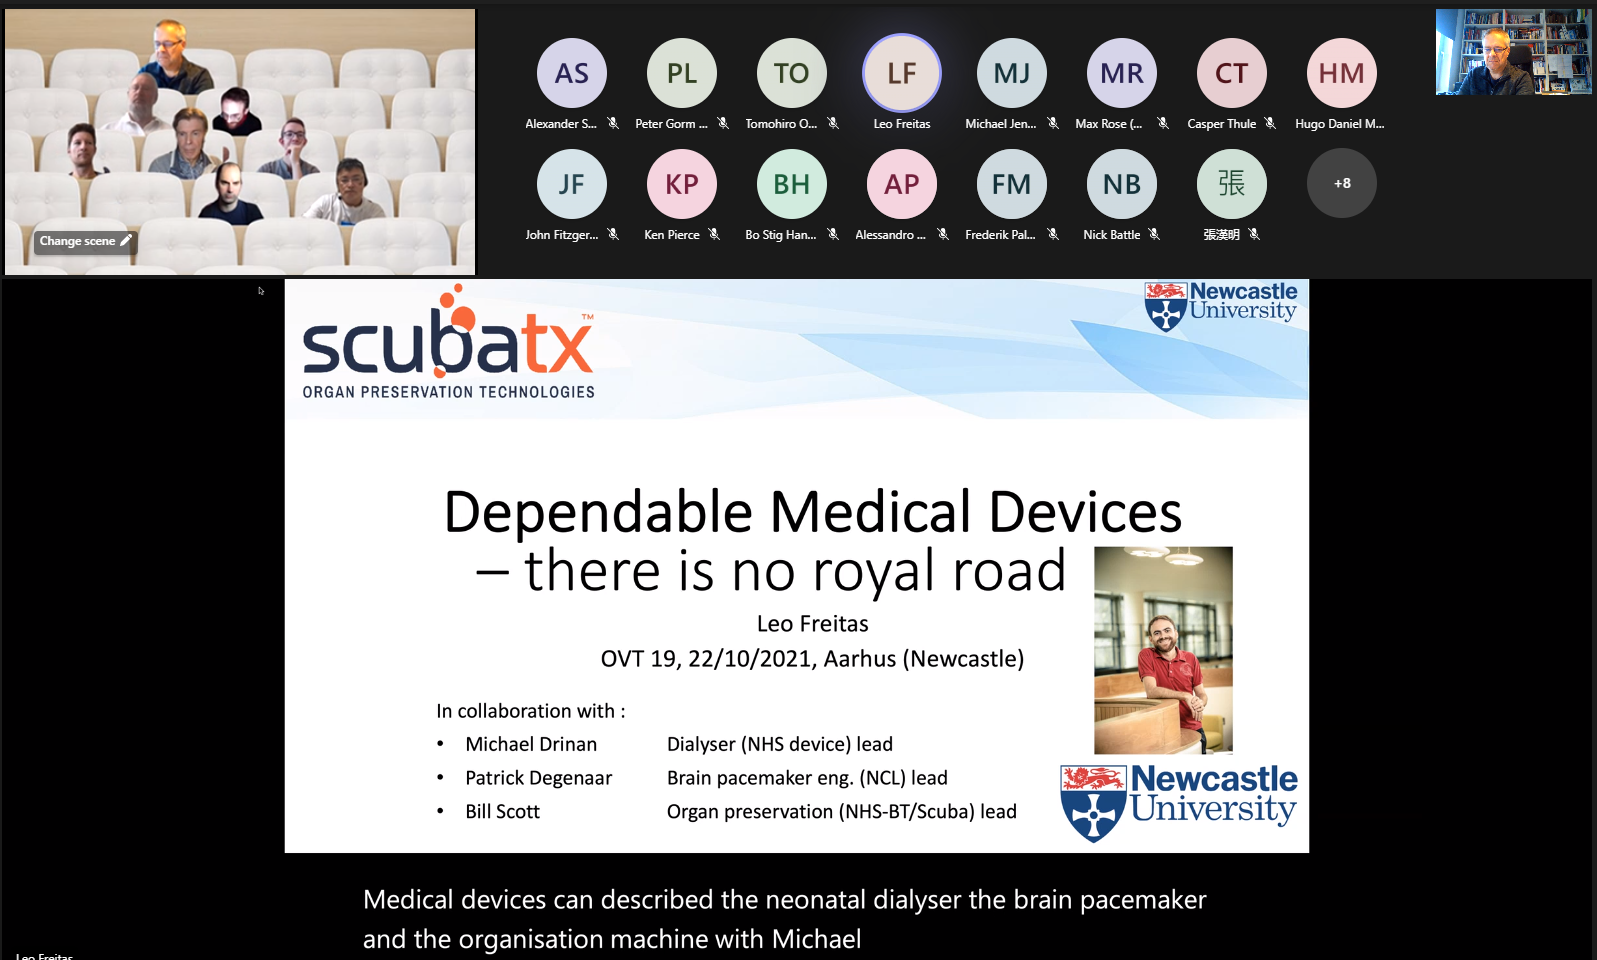 AS
PL
TO
LF
MJ
MR
CT
HM
Alexander S...
Peter Gorm ...
Tomohiro O...
Leo Freitas
Michael Jen...
Max Rose (...
Casper Thule
Hugo Daniel M...
JF
KP
BH
AP
FM
NB
張
+8
John Fitzger...
Ken Pierce
Bo Stig Han...
Alessandro ...
Frederik Pal...
Nick Battle
張漢明
Change scene
scubatx™
ORGAN PRESERVATION TECHNOLOGIES
Newcastle
University
Dependable Medical Devices
– there is no royal road
Leo Freitas
OVT 19, 22/10/2021, Aarhus (Newcastle)
In collaboration with :
• Michael Drinan Dialyser (NHS device) lead
• Patrick Degenaar Brain pacemaker eng. (NCL) lead
• Bill Scott Organ preservation (NHS-BT/Scuba) lead
Newcastle
University
Medical devices can described the neonatal dialyser the brain pacemaker
and the organisation machine with Michael
Leo Freitas